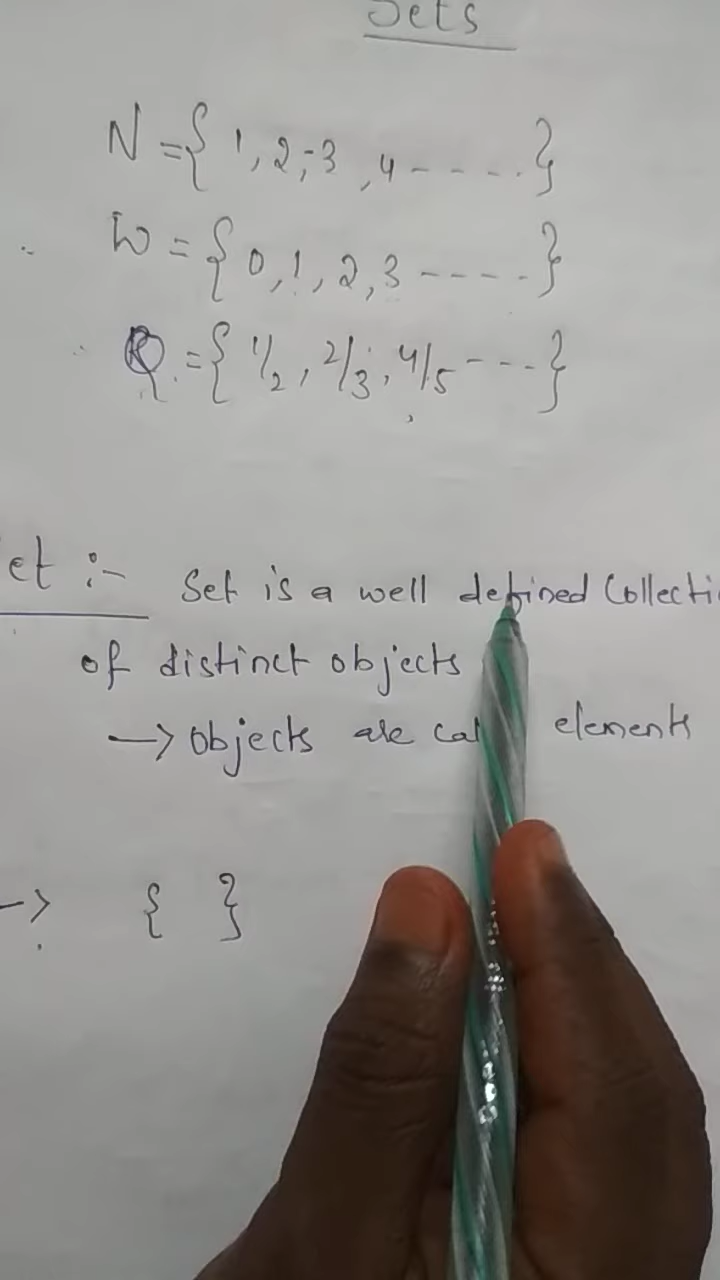 Sets
N = { 1, 2, 3, 4 - - - - . . }
W = { 0, 1, 2, 3 - - - - - }
Q = { 1/2, 2/3, 4/5 - - - - }
et :- Set is a well defined Collecti
of distinct objects
→ objects are cal elements
→ { }